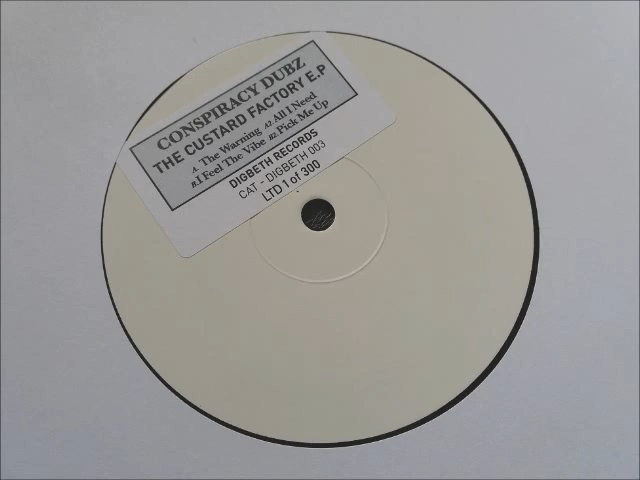 CONSPIRACY DUBZ
THE CUSTARD FACTORY E.P
A. The Warning A2. All I Need
B. I Feel The Vibe B2. Pick Me Up
DIGBETH RECORDS
CAT - DIGBETH 003
LTD 1 of 300